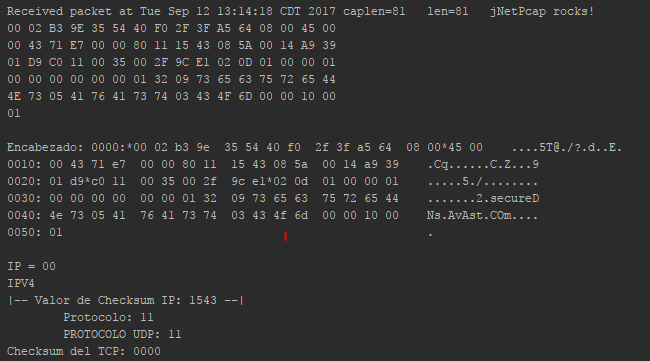 Received packet at Tue Sep 12 13:14:18 CDT 2017 caplen=81   len=81   jNetPcap rocks!
00 02 B3 9E 35 54 40 F0 2F 3F A5 64 08 00 45 00
00 43 71 E7 00 00 80 11 15 43 08 5A 00 14 A9 39
01 D9 C0 11 00 35 00 2F 9C E1 02 0D 01 00 00 01
00 00 00 00 00 00 01 32 09 73 65 63 75 72 65 44
4E 73 05 41 76 41 73 74 03 43 4F 6D 00 00 10 00
01
Encabezado: 0000:*00 02 b3 9e  35 54 40 f0  2f 3f a5 64  08 00*45 00    ....5T@./?.d..E.
0010: 00 43 71 e7  00 00 80 11  15 43 08 5a  00 14 a9 39    .Cq......C.Z...9
0020: 01 d9*c0 11  00 35 00 2f  9c e1*02 0d  01 00 00 01    .....5./........
0030: 00 00 00 00  00 00 01 32  09 73 65 63  75 72 65 44    .......2.secureD
0040: 4e 73 05 41  76 41 73 74  03 43 4f 6d  00 00 10 00    Ns.AvAst.COm....
0050: 01                                                    .
IP = 00
IPV4
|-- Valor de Checksum IP: 1543 --|
Protocolo: 11
PROTOCOLO UDP: 11
Checksum del TCP: 0000